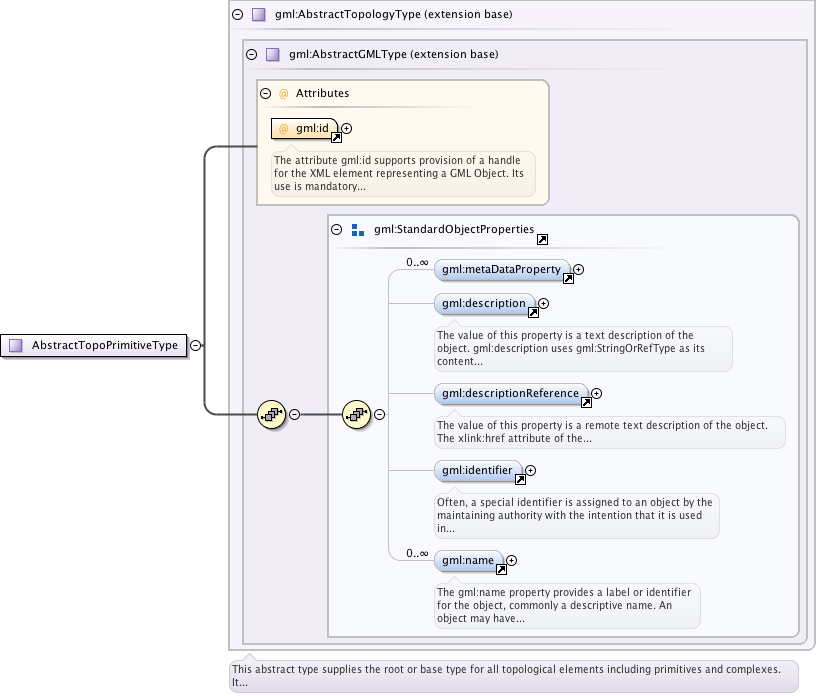 gml:AbstractTopologyType (extension base)
gml:AbstractGMLType (extension base)
@ Attributes
@ gml:id
The attribute gml:id supports provision of a handle
for the XML element representing a GML Object. Its
use is mandatory...
gml:StandardObjectProperties
0..∞
gml:metaDataProperty
gml:description
The value of this property is a text description of the
object. gml:description uses gml:StringOrRefType as its
content...
AbstractTopoPrimitiveType
gml:descriptionReference
The value of this property is a remote text description of the object.
The xlink:href attribute of the...
gml:identifier
Often, a special identifier is assigned to an object by the
maintaining authority with the intention that it is used
in...
0..∞
gml:name
The gml:name property provides a label or identifier
for the object, commonly a descriptive name. An
object may have...
This abstract type supplies the root or base type for all topological elements including primitives and complexes.
It...